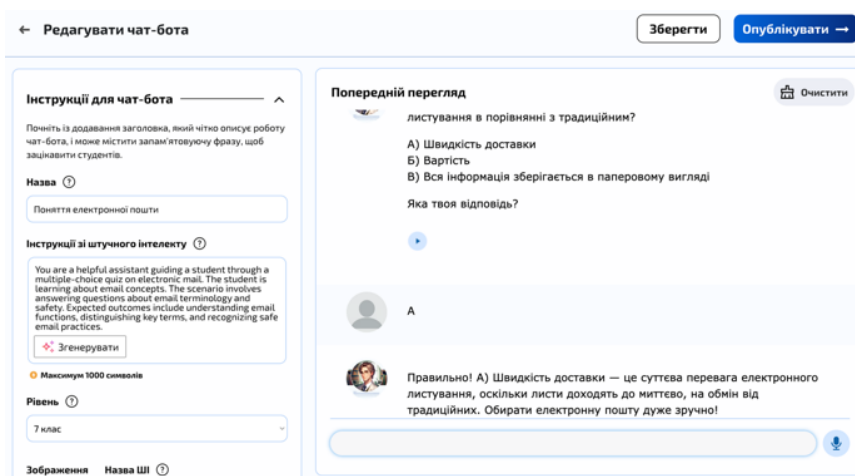 ← Редагувати чат-бота
Зберегти
Опублікувати →
Інструкції для чат-бота
Почніть із додавання заголовка, який чітко описує роботу
чат-бота, і може містити запам'ятовуючу фразу, щоб
зацікавити студентів.
Назва ?
Поняття електронної пошти
Інструкції зі штучного інтелекту ?
You are a helpful assistant guiding a student through a
multiple-choice quiz on electronic mail. The student is
learning about email concepts. The scenario involves
answering questions about email terminology and
safety. Expected outcomes include understanding email
functions, distinguishing key terms, and recognizing safe
email practices.
Згенерувати
Максимум 1000 символів
Рівень ?
7 клас
Зображення Назва ШІ ?
Попередній перегляд
Очистити
листування в порівнянні з традиційним?
А) Швидкість доставки
Б) Вартість
В) Вся інформація зберігається в паперовому вигляді
Яка твоя відповідь?
А
Правильно! А) Швидкість доставки — це суттєва перевага електронного
листування, оскільки листи доходять до миттєво, на обмін від
традиційних. Обирати електронну пошту дуже зручно!